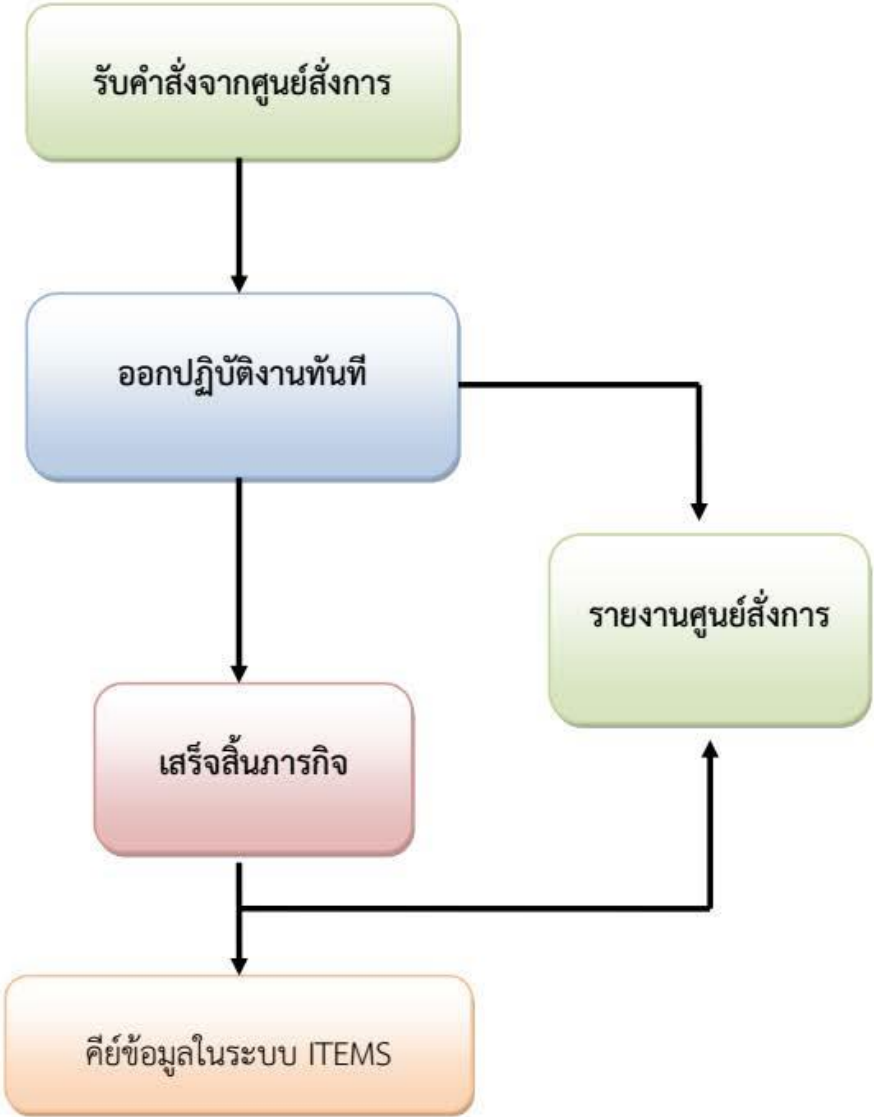 รับคำสั่งจากศูนย์สั่งการ
ออกปฏิบัติงานทันที
รายงานศูนย์สั่งการ
เสร็จสิ้นภารกิจ
คีย์ข้อมูลในระบบ ITEMS